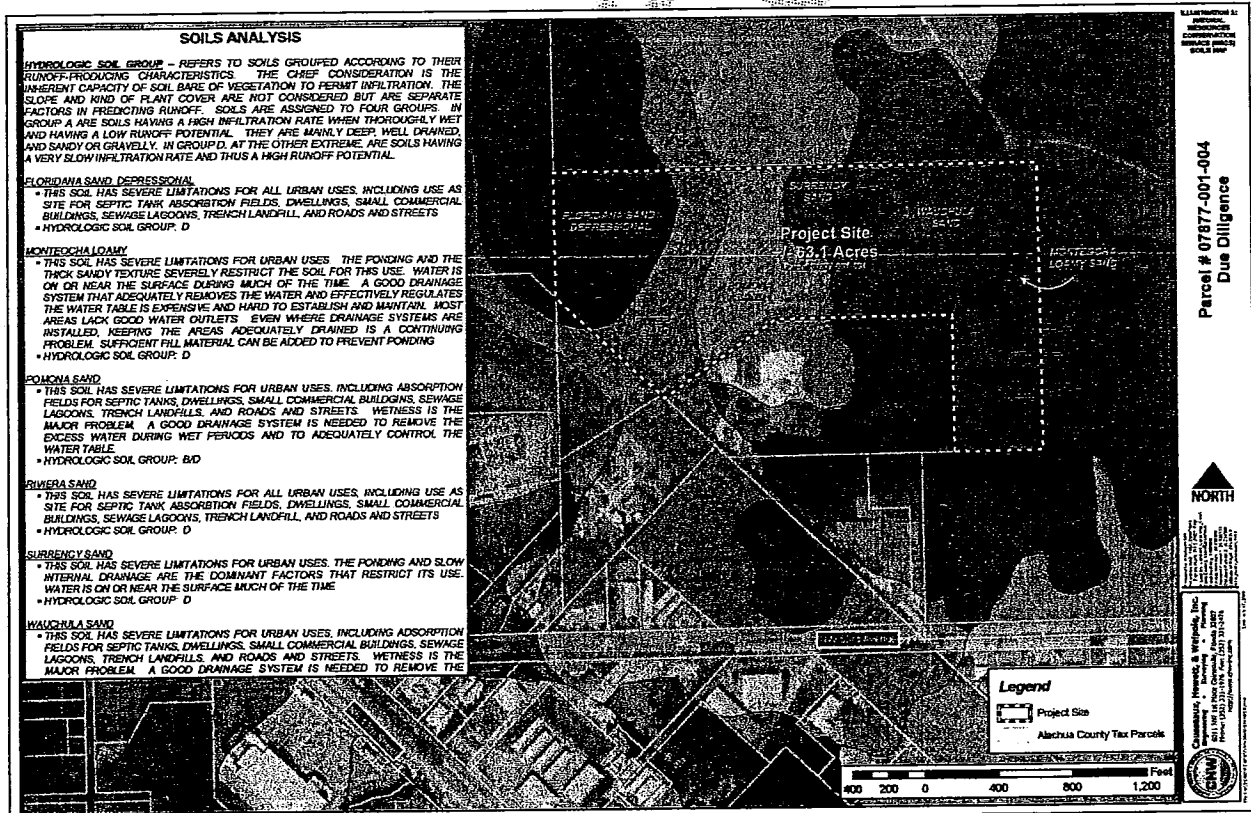 SOILS ANALYSIS
HYDROLOGIC SOIL GROUP – REFERS TO SOILS GROUPED ACCORDING TO THEIR
RUNOFF-PRODUCING CHARACTERISTICS. THE CHIEF CONSIDERATION IS THE
INHERENT CAPACITY OF SOIL BARE OF VEGETATION TO PERMIT INFILTRATION. THE
SLOPE AND KIND OF PLANT COVER ARE NOT CONSIDERED BUT ARE SEPARATE
FACTORS IN PREDICTING RUNOFF. SOILS ARE ASSIGNED TO FOUR GROUPS. IN
GROUP A ARE SOILS HAVING A HIGH INFILTRATION RATE WHEN THOROUGHLY WET
AND HAVING A LOW RUNOFF POTENTIAL. THEY ARE MAINLY DEEP, WELL DRAINED,
AND SANDY OR GRAVELLY. IN GROUP D, AT THE OTHER EXTREME, ARE SOILS HAVING
A VERY SLOW INFILTRATION RATE AND THUS A HIGH RUNOFF POTENTIAL.
FLORIDANA SAND, DEPRESSIONAL
• THIS SOIL HAS SEVERE LIMITATIONS FOR ALL URBAN USES, INCLUDING USE AS
SITE FOR SEPTIC TANK ABSORPTION FIELDS, DWELLINGS, SMALL COMMERCIAL
BUILDINGS, SEWAGE LAGOONS, TRENCH LANDFILL, AND ROADS AND STREETS
• HYDROLOGIC SOIL GROUP: D
MONTEOCHA LOAMY
• THIS SOIL HAS SEVERE LIMITATIONS FOR URBAN USES. THE PONDING AND THE
THICK SANDY TEXTURE SEVERELY RESTRICT THE SOIL FOR THIS USE. WATER IS
ON OR NEAR THE SURFACE DURING MUCH OF THE TIME. A GOOD DRAINAGE
SYSTEM THAT ADEQUATELY REMOVES THE WATER AND EFFECTIVELY REGULATES
THE WATER TABLE IS EXPENSIVE AND HARD TO ESTABLISH AND MAINTAIN. MOST
AREAS LACK GOOD WATER OUTLETS. EVEN WHERE DRAINAGE SYSTEMS ARE
INSTALLED, KEEPING THE AREAS ADEQUATELY DRAINED IS A CONTINUING
PROBLEM. SUFFICIENT FILL MATERIAL CAN BE ADDED TO PREVENT PONDING
• HYDROLOGIC SOIL GROUP: D
POMONA SAND
• THIS SOIL HAS SEVERE LIMITATIONS FOR URBAN USES, INCLUDING ABSORPTION
FIELDS FOR SEPTIC TANKS, DWELLINGS, SMALL COMMERCIAL BUILDGINS, SEWAGE
LAGOONS, TRENCH LANDFILLS, AND ROADS AND STREETS. WETNESS IS THE
MAJOR PROBLEM. A GOOD DRAINAGE SYSTEM IS NEEDED TO REMOVE THE
EXCESS WATER DURING WET PERIODS AND TO ADEQUATELY CONTROL THE
WATER TABLE.
• HYDROLOGIC SOIL GROUP: B/D
RIVIERA SAND
• THIS SOIL HAS SEVERE LIMITATIONS FOR ALL URBAN USES, INCLUDING USE AS
SITE FOR SEPTIC TANK ABSORBTION FIELDS, DWELLINGS, SMALL COMMERCIAL
BUILDINGS, SEWAGE LAGOONS, TRENCH LANDFILL, AND ROADS AND STREETS
• HYDROLOGIC SOIL GROUP: D
SURRENCY SAND
• THIS SOIL HAS SEVERE LIMITATIONS FOR URBAN USES. THE PONDING AND SLOW
INTERNAL DRAINAGE ARE THE DOMINANT FACTORS THAT RESTRICT ITS USE.
WATER IS ON OR NEAR THE SURFACE MUCH OF THE TIME
• HYDROLOGIC SOIL GROUP: D
WAUCHULA SAND
• THIS SOIL HAS SEVERE LIMITATIONS FOR URBAN USES, INCLUDING ADSORPTION
FIELDS FOR SEPTIC TANKS, DWELLINGS, SMALL COMMERCIAL BUILDINGS, SEWAGE
LAGOONS, TRENCH LANDFILLS, AND ROADS AND STREETS. WETNESS IS THE
MAJOR PROBLEM. A GOOD DRAINAGE SYSTEM IS NEEDED TO REMOVE THE
FLORIDANA SAND,
DEPRESSIONAL
Project Site
63.1 Acres
WAUCHULA
SAND
MONTEOCHA
LOAMY SAND
Legend
Project Site
Alachua County Tax Parcels
Feet
400 200 0 400 800 1,200
ILLUSTRATION 3:
NATURAL
RESOURCES
CONSERVATION
SERVICE (NRCS)
SOILS MAP
Parcel # 07877-001-004
Due Diligence
NORTH
Causseaux, Hewett, & Walpole, Inc.
Engineering • Surveying • Planning
CHW